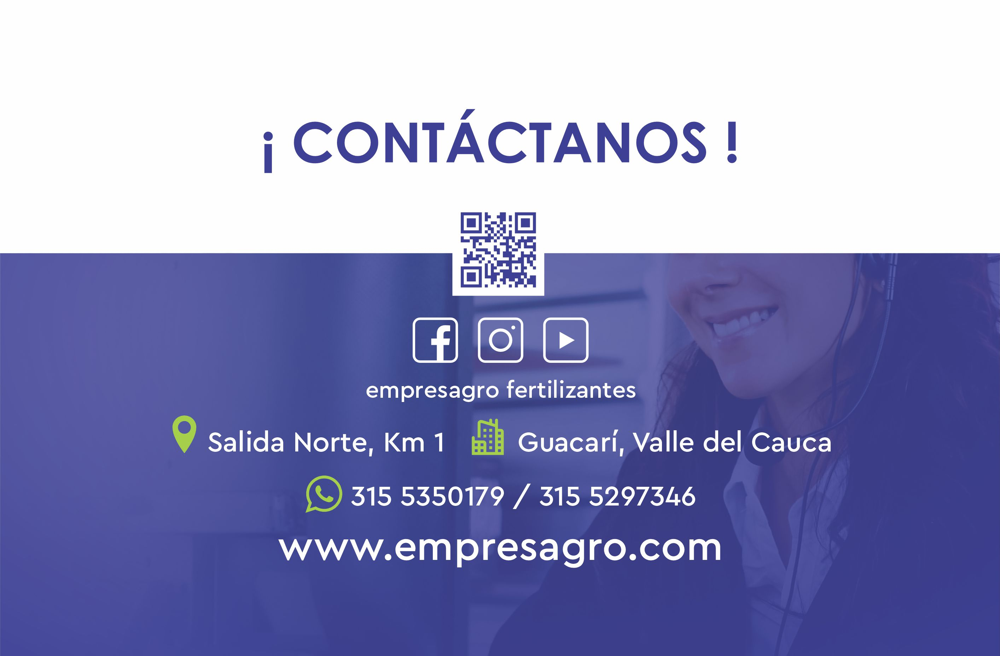 ¡ CONTÁCTANOS !
empresagro fertilizantes
Salida Norte, Km 1 Guacarí, Valle del Cauca
315 5350179 / 315 5297346
www.empresagro.com